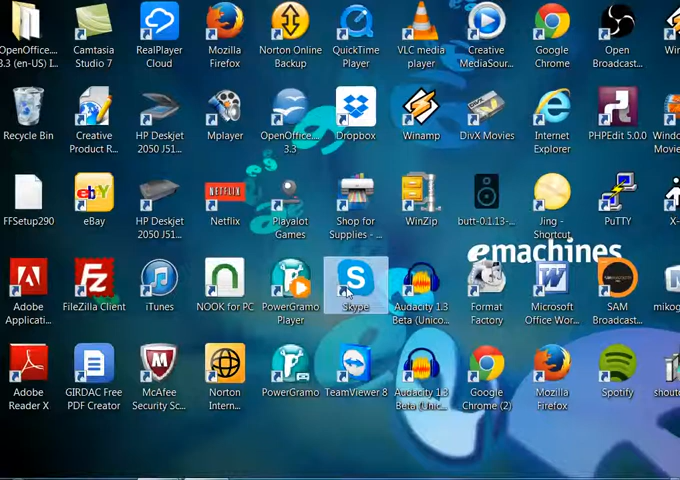 OpenOffice.... Camtasia RealPlayer Mozilla Norton Online QuickTime VLC media Creative Google Open
3.3 (en-US) I... Studio 7 Cloud Firefox Backup Player player MediaSour... Chrome Broadcast...
Recycle Bin Creative HP Deskjet Mplayer OpenOffice.... Dropbox Winamp DivX Movies Internet PHPEdit 5.0.0
Product R... 2050 J51... 3.3 Explorer
ebY
NETFLIX
FFSetup290 eBay HP Deskjet Netflix Playalot Shop for WinZip butt-0.1.13-... Jing - PuTTY
2050 J51... Games Supplies - ... Shortcut
emachines
Adobe FileZilla Client iTunes NOOK for PC PowerGramo Skype Audacity 1.3 Format Microsoft SAM
Applicati... Player Beta (Unico... Factory Office Wor... Broadcast...
Adobe GIRDAC Free McAfee Norton PowerGramo TeamViewer 8 Audacity 1.3 Google Mozilla Spotify
Reader X PDF Creator Security Sc... Intern... Beta (Unic... Chrome (2) Firefox